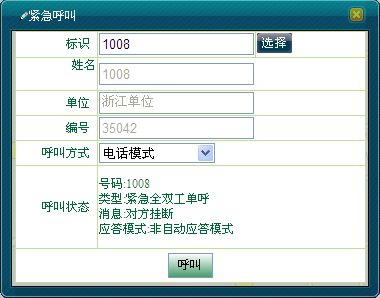 紧急呼叫
标识 1008 选择
姓名 1008
单位 浙江单位
编号 35042
呼叫方式 电话模式
呼叫状态
号码:1008
类型:紧急全双工单呼
消息:对方挂断
应答模式:非自动应答模式
呼叫